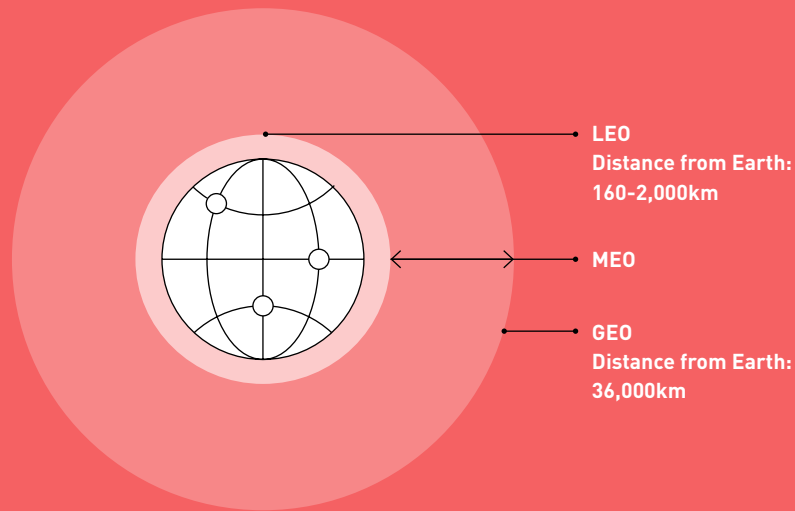 LEO
Distance from Earth:
160-2,000km
MEO
GEO
Distance from Earth:
36,000km